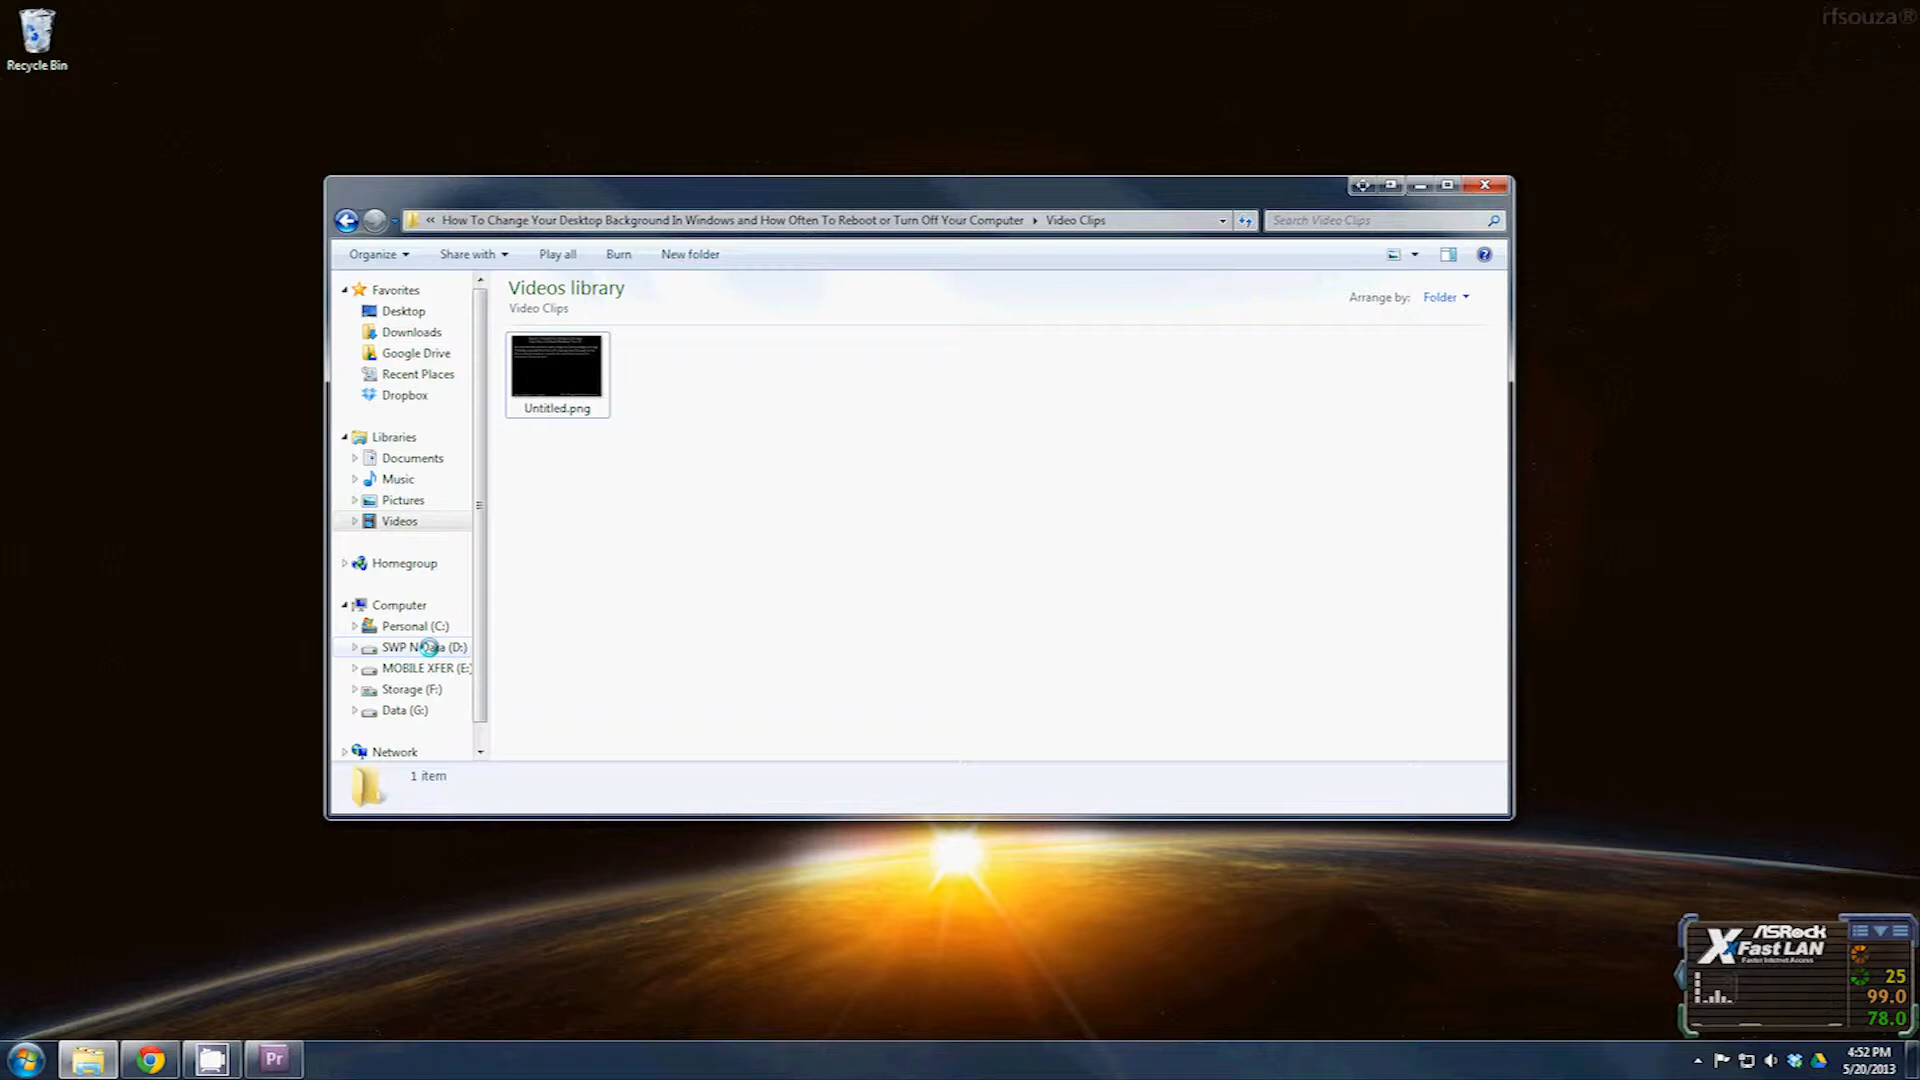 rfsouza®
Recycle Bin
« How To Change Your Desktop Background In Windows and How Often To Reboot or Turn Off Your Computer Video Clips
Search Video Clips
Organize Share with Play all Burn New folder
Favorites
Desktop
Downloads
Google Drive
Recent Places
Dropbox
Libraries
Documents
Music
Pictures
Videos
Homegroup
Computer
Personal (C:)
SWP (D:)
MOBILE XFER (E:
Storage (F:)
Data (G:)
Network
Videos library
Video Clips
Arrange by: Folder
Untitled.png
1 item
ASRock
XFast LAN
Faster Internet Access
25
99.0
78.0
Pr
4:52 PM
5/20/2013